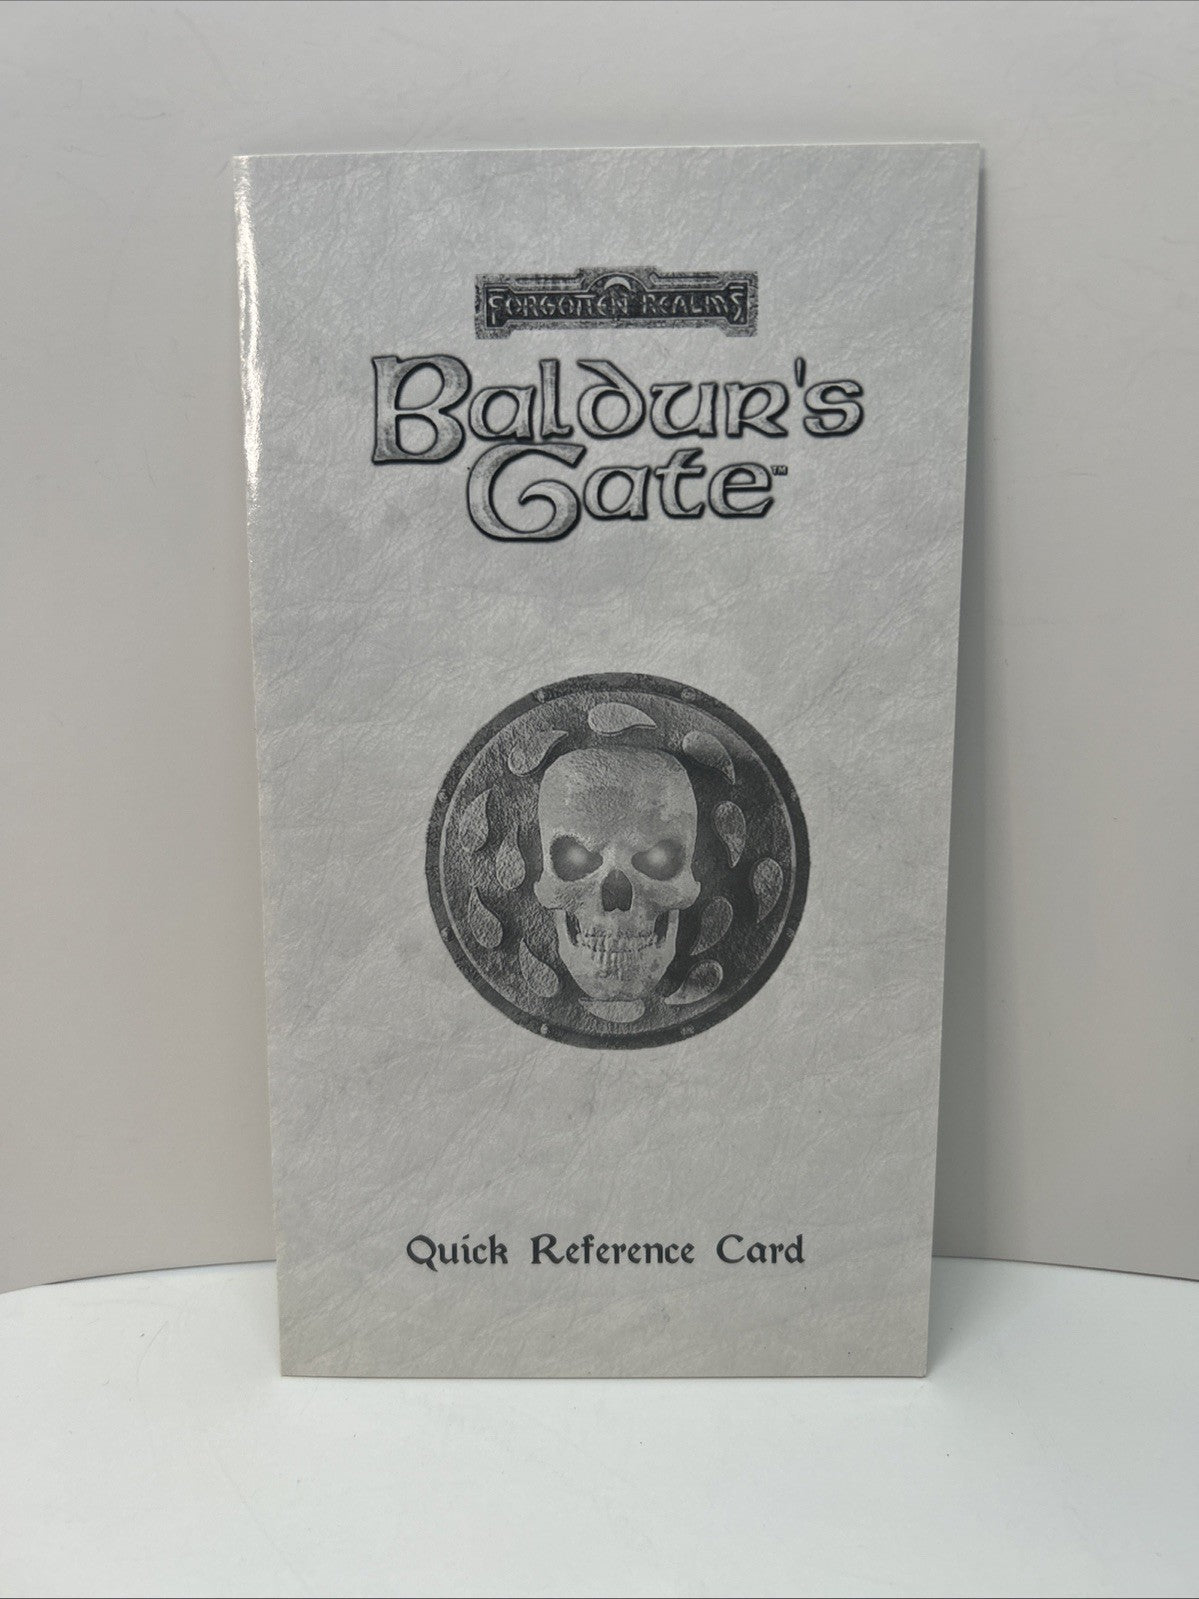 FORGOTTEN REALMS
Baldur's
Gate™
Quick Reference Card